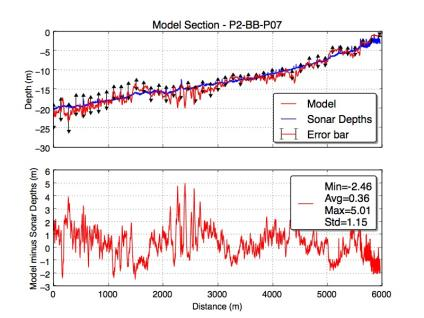 Model Section - P2-BB-P07
Depth (m)
0
−5
−10
−15
−20
−25
−30
Model
Sonar Depths
Error bar
Model minus Sonar Depths (m)
6
5
4
3
2
1
0
−1
−2
−3
Min=-2.46
Avg=0.36
Max=5.01
Std=1.15
0 1000 2000 3000 4000 5000 6000
Distance (m)